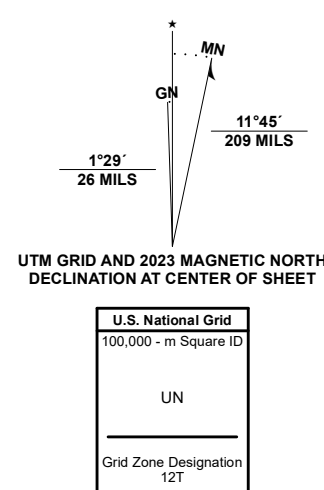 ★
MN
GN
11°45´
209 MILS
1°29´
26 MILS
UTM GRID AND 2023 MAGNETIC NORTH
DECLINATION AT CENTER OF SHEET
U.S. National Grid
100,000 - m Square ID
UN
Grid Zone Designation
12T